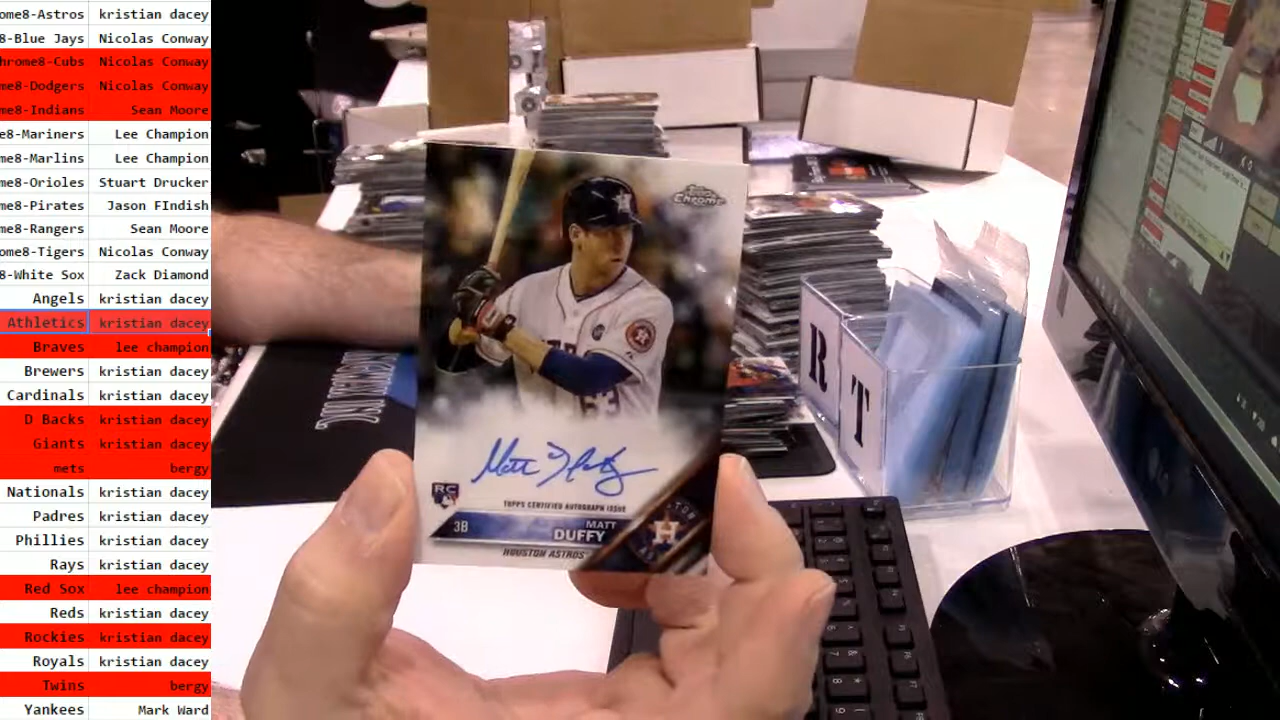 ome8-Astros kristian dacey
8-Blue Jays Nicolas Conway
hrome8-Cubs Nicolas Conway
me8-Dodgers Nicolas Conway
me8-Indians Sean Moore
me8-Mariners Lee Champion
me8-Marlins Lee Champion
me8-Orioles Stuart Drucker
me8-Pirates Jason FIndish
me8-Rangers Sean Moore
ome8-Tigers Nicolas Conway
8-White Sox Zack Diamond
Angels kristian dacey
Athletics kristian dacey
Braves lee champion
Brewers kristian dacey
Cardinals kristian dacey
D Backs kristian dacey
Giants kristian dacey
mets bergy
Nationals kristian dacey
Padres kristian dacey
Phillies kristian dacey
Rays kristian dacey
Red Sox lee champion
Reds kristian dacey
Rockies kristian dacey
Royals kristian dacey
Twins bergy
Yankees Mark Ward
Topps
Chrome
63
Matt Duffy
RC
TOPPS CERTIFIED AUTOGRAPH ISSUE
3B MATT
DUFFY
HOUSTON ASTROS
H
R
T